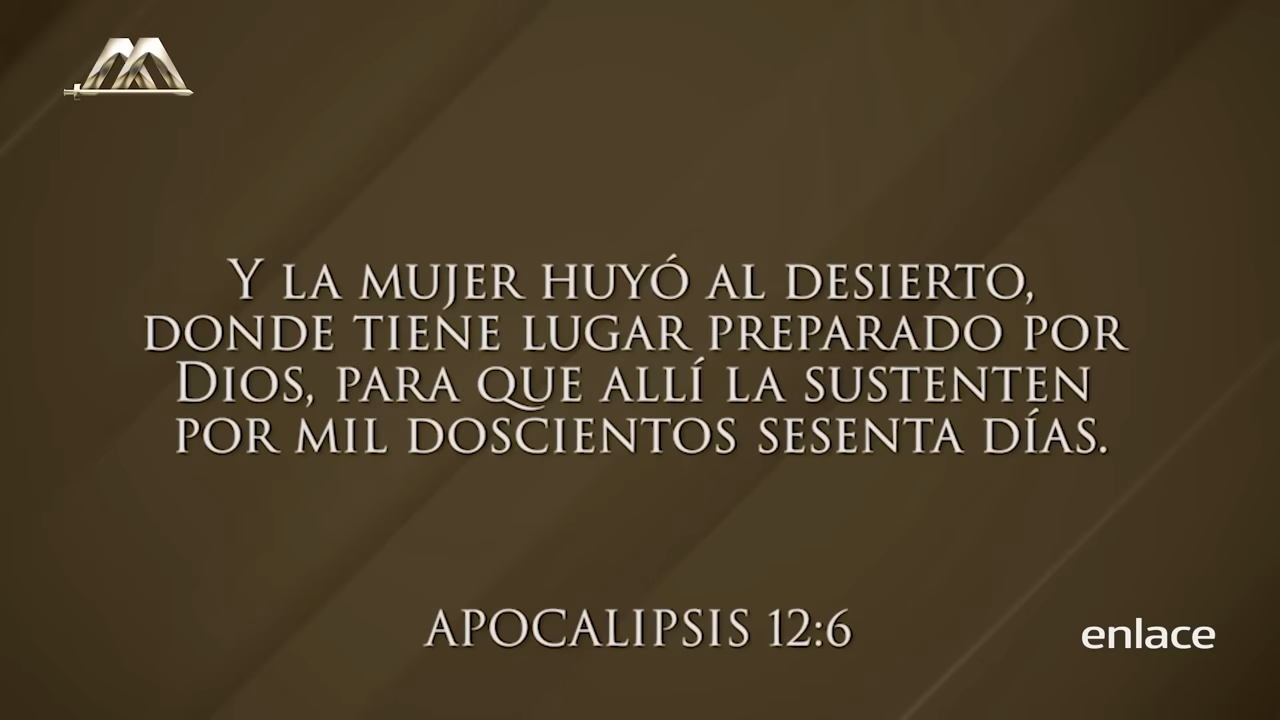 Y la mujer huyó al desierto,
donde tiene lugar preparado por
Dios, para que allí la sustenten
por mil doscientos sesenta días.
APOCALIPSIS 12:6
enlace